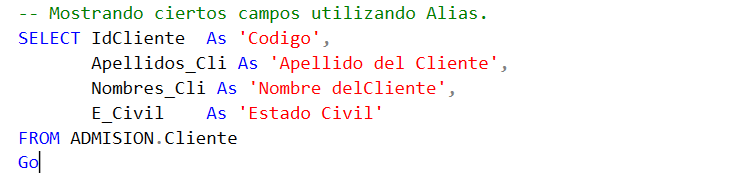 -- Mostrando ciertos campos utilizando Alias.
SELECT IdCliente  As 'Codigo',
       Apellidos_Cli As 'Apellido del Cliente',
       Nombres_Cli As 'Nombre delCliente',
       E_Civil    As 'Estado Civil'
FROM ADMISION.Cliente
Go